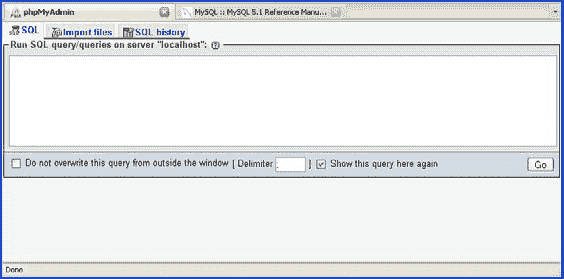 phpMyAdmin
MySQL :: MySQL 5.1 Reference Manu...
SQL
Import files
SQL history
Run SQL query/queries on server "localhost":
Do not overwrite this query from outside the window [ Delimiter ; ] Show this query here again
Go
Done